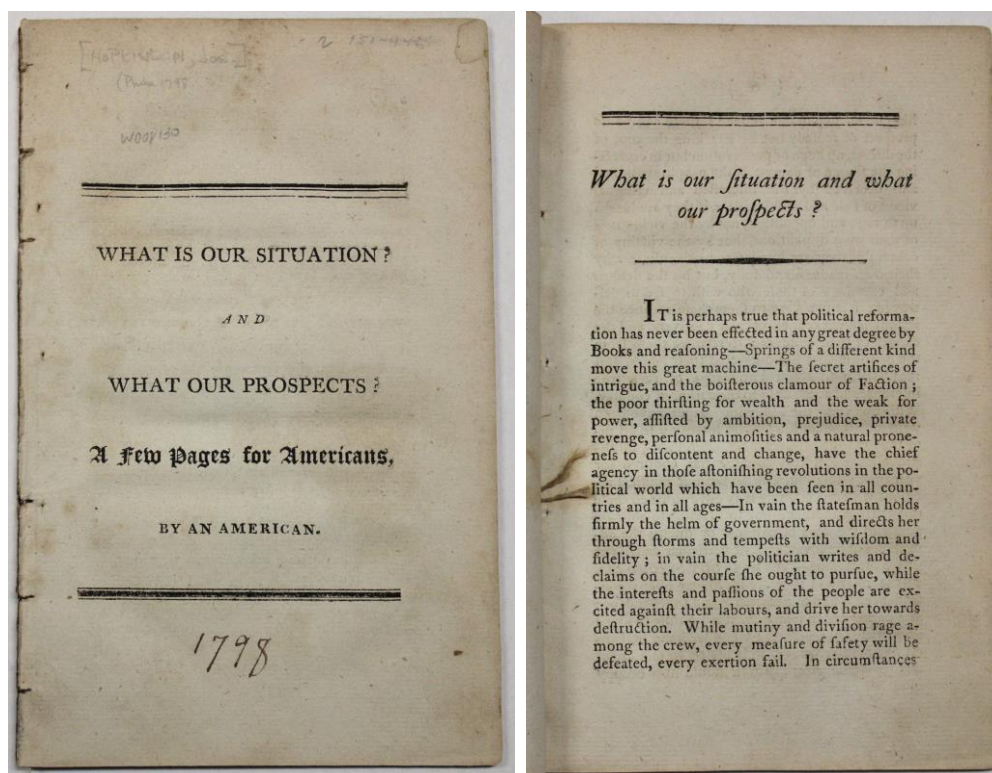 WHAT IS OUR SITUATION?
AND
WHAT OUR PROSPECTS?
A Few Pages for Americans,
BY AN AMERICAN.
1798
What is our ſituation and what
our proſpects ?
IT is perhaps true that political reforma-
tion has never been effected in any great degree by
Books and reaſoning—Springs of a different kind
move this great machine—The ſecret artifices of
intrigue, and the boiſterous clamour of Faction ;
the poor thirſting for wealth and the weak for
power, aſſiſted by ambition, prejudice, private
revenge, perſonal animoſities and a natural prone-
neſs to diſcontent and change, have the chief
agency in thoſe aſtoniſhing revolutions in the po-
litical world which have been ſeen in all coun-
tries and in all ages—In vain the ſtateſman holds
firmly the helm of government, and directs her
through ſtorms and tempeſts with wiſdom and
fidelity ; in vain the politician writes and de-
claims on the courſe ſhe ought to purſue, while
the intereſts and paſſions of the people are ex-
cited againſt their labours, and drive her towards
deſtruction. While mutiny and diviſion rage a-
mong the crew, every meaſure of ſafety will be
defeated, every exertion fail. In circumſtances